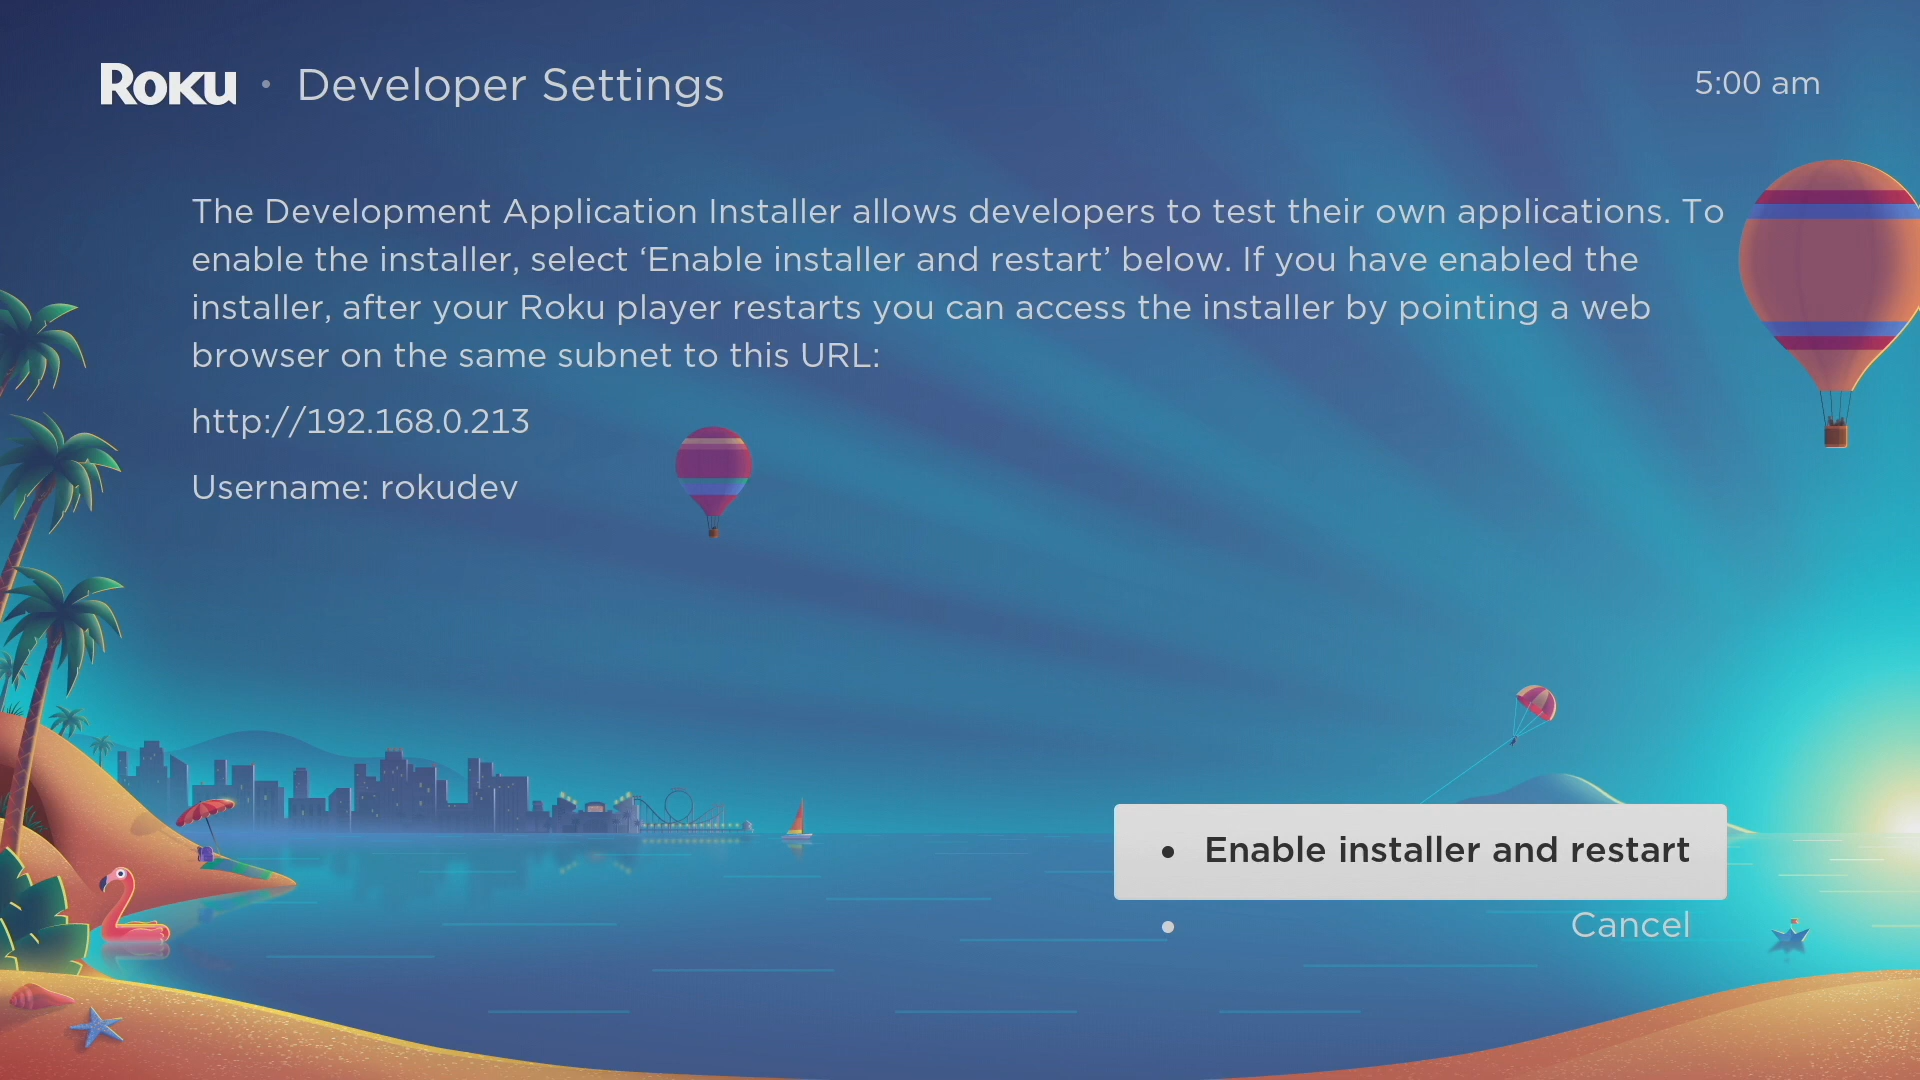 Roku • Developer Settings
5:00 am
The Development Application Installer allows developers to test their own applications. To
enable the installer, select ‘Enable installer and restart’ below. If you have enabled the
installer, after your Roku player restarts you can access the installer by pointing a web
browser on the same subnet to this URL:
http://192.168.0.213
Username: rokudev
• Enable installer and restart
• Cancel